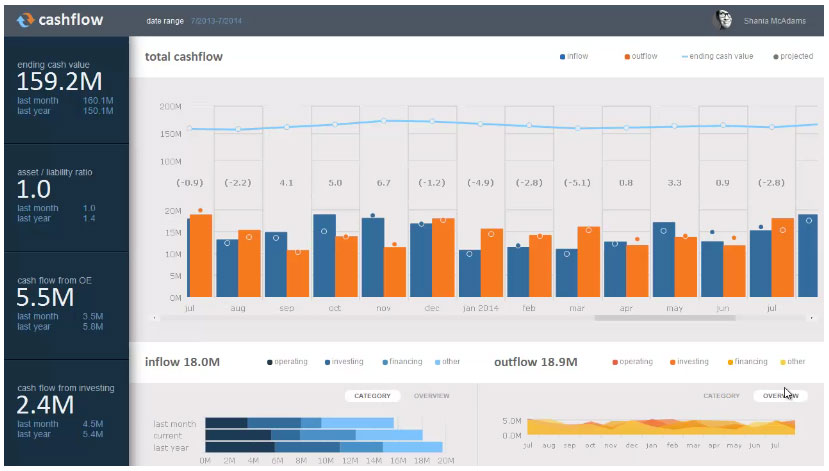 cashflow
date range 7/2013-7/2014
Shania McAdams
ending cash value
159.2M
last month 160.1M
last year 150.1M
asset / liability ratio
1.0
last month 1.0
last year 1.4
cash flow from OE
5.5M
last month 3.5M
last year 5.8M
cash flow from investing
2.4M
last month 4.5M
last year 5.4M
total cashflow
inflow outflow ending cash value projected
200M
150M
100M
(-0.9) (-2.2) 4.1 5.0 6.7 (-1.2) (-4.9) (-2.8) (-5.1) 0.8 3.3 0.9 (-2.8)
20M
15M
10M
5M
0M
jul aug sep oct nov dec jan 2014 feb mar apr may jun jul
inflow 18.0M
operating investing financing other
CATEGORY OVERVIEW
last month
current
last year
0M 2M 4M 6M 8M 10M 12M 14M 16M 18M 20M
outflow 18.9M
operating investing financing other
CATEGORY OVERVIEW
5.0M
0.0M
jul aug sep oct nov dec jan feb mar apr may jun jul